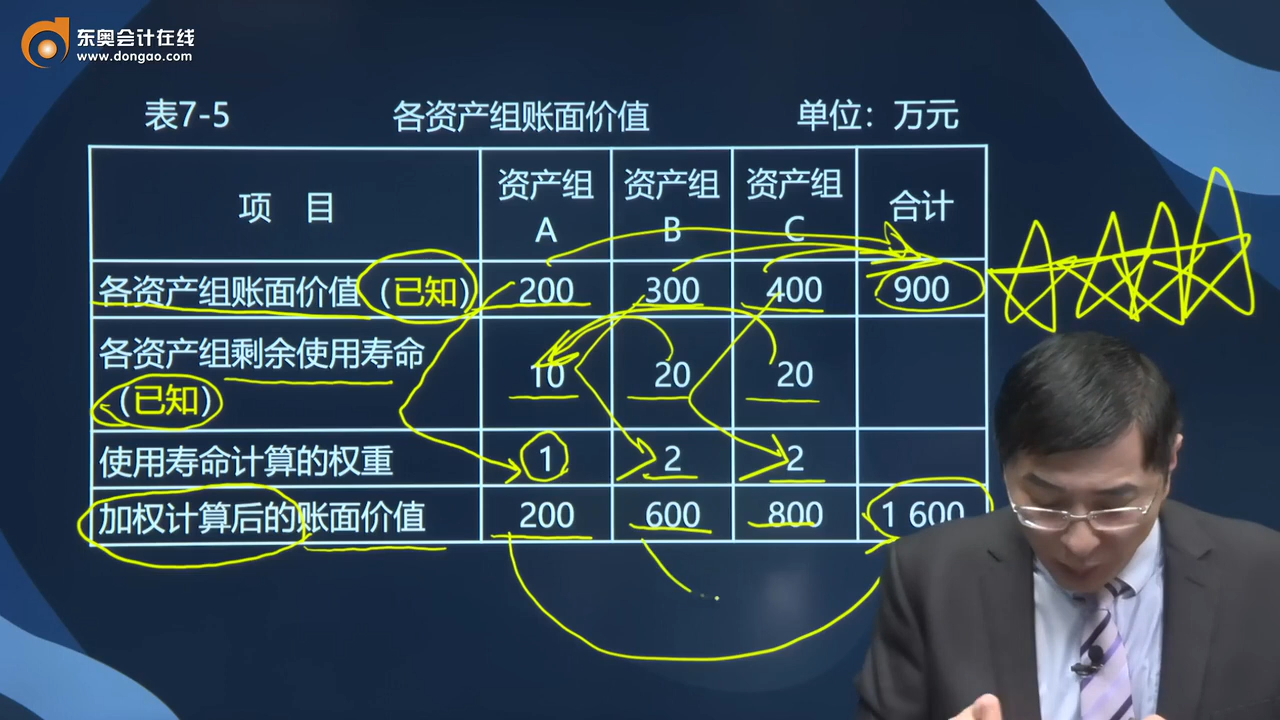 东奥会计在线
www.dongao.com
表7-5 各资产组账面价值 单位：万元
项 目 资产组A 资产组B 资产组C 合计
各资产组账面价值（已知） 200 300 400 900
各资产组剩余使用寿命（已知） 10 20 20
使用寿命计算的权重 1 2 2
加权计算后的账面价值 200 600 800 1 600